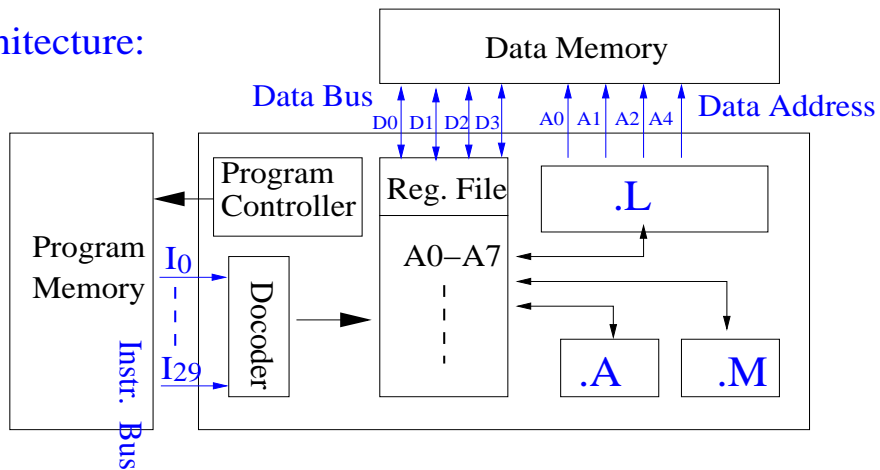 nitecture:
Data Memory
Data Bus
D0 D1 D2 D3
A0 A1 A2 A4
Data Address
Program
Controller
Reg. File
.L
Program
Memory
I0
I29
Instr. Bus
Docoder
A0–A7
.A
.M